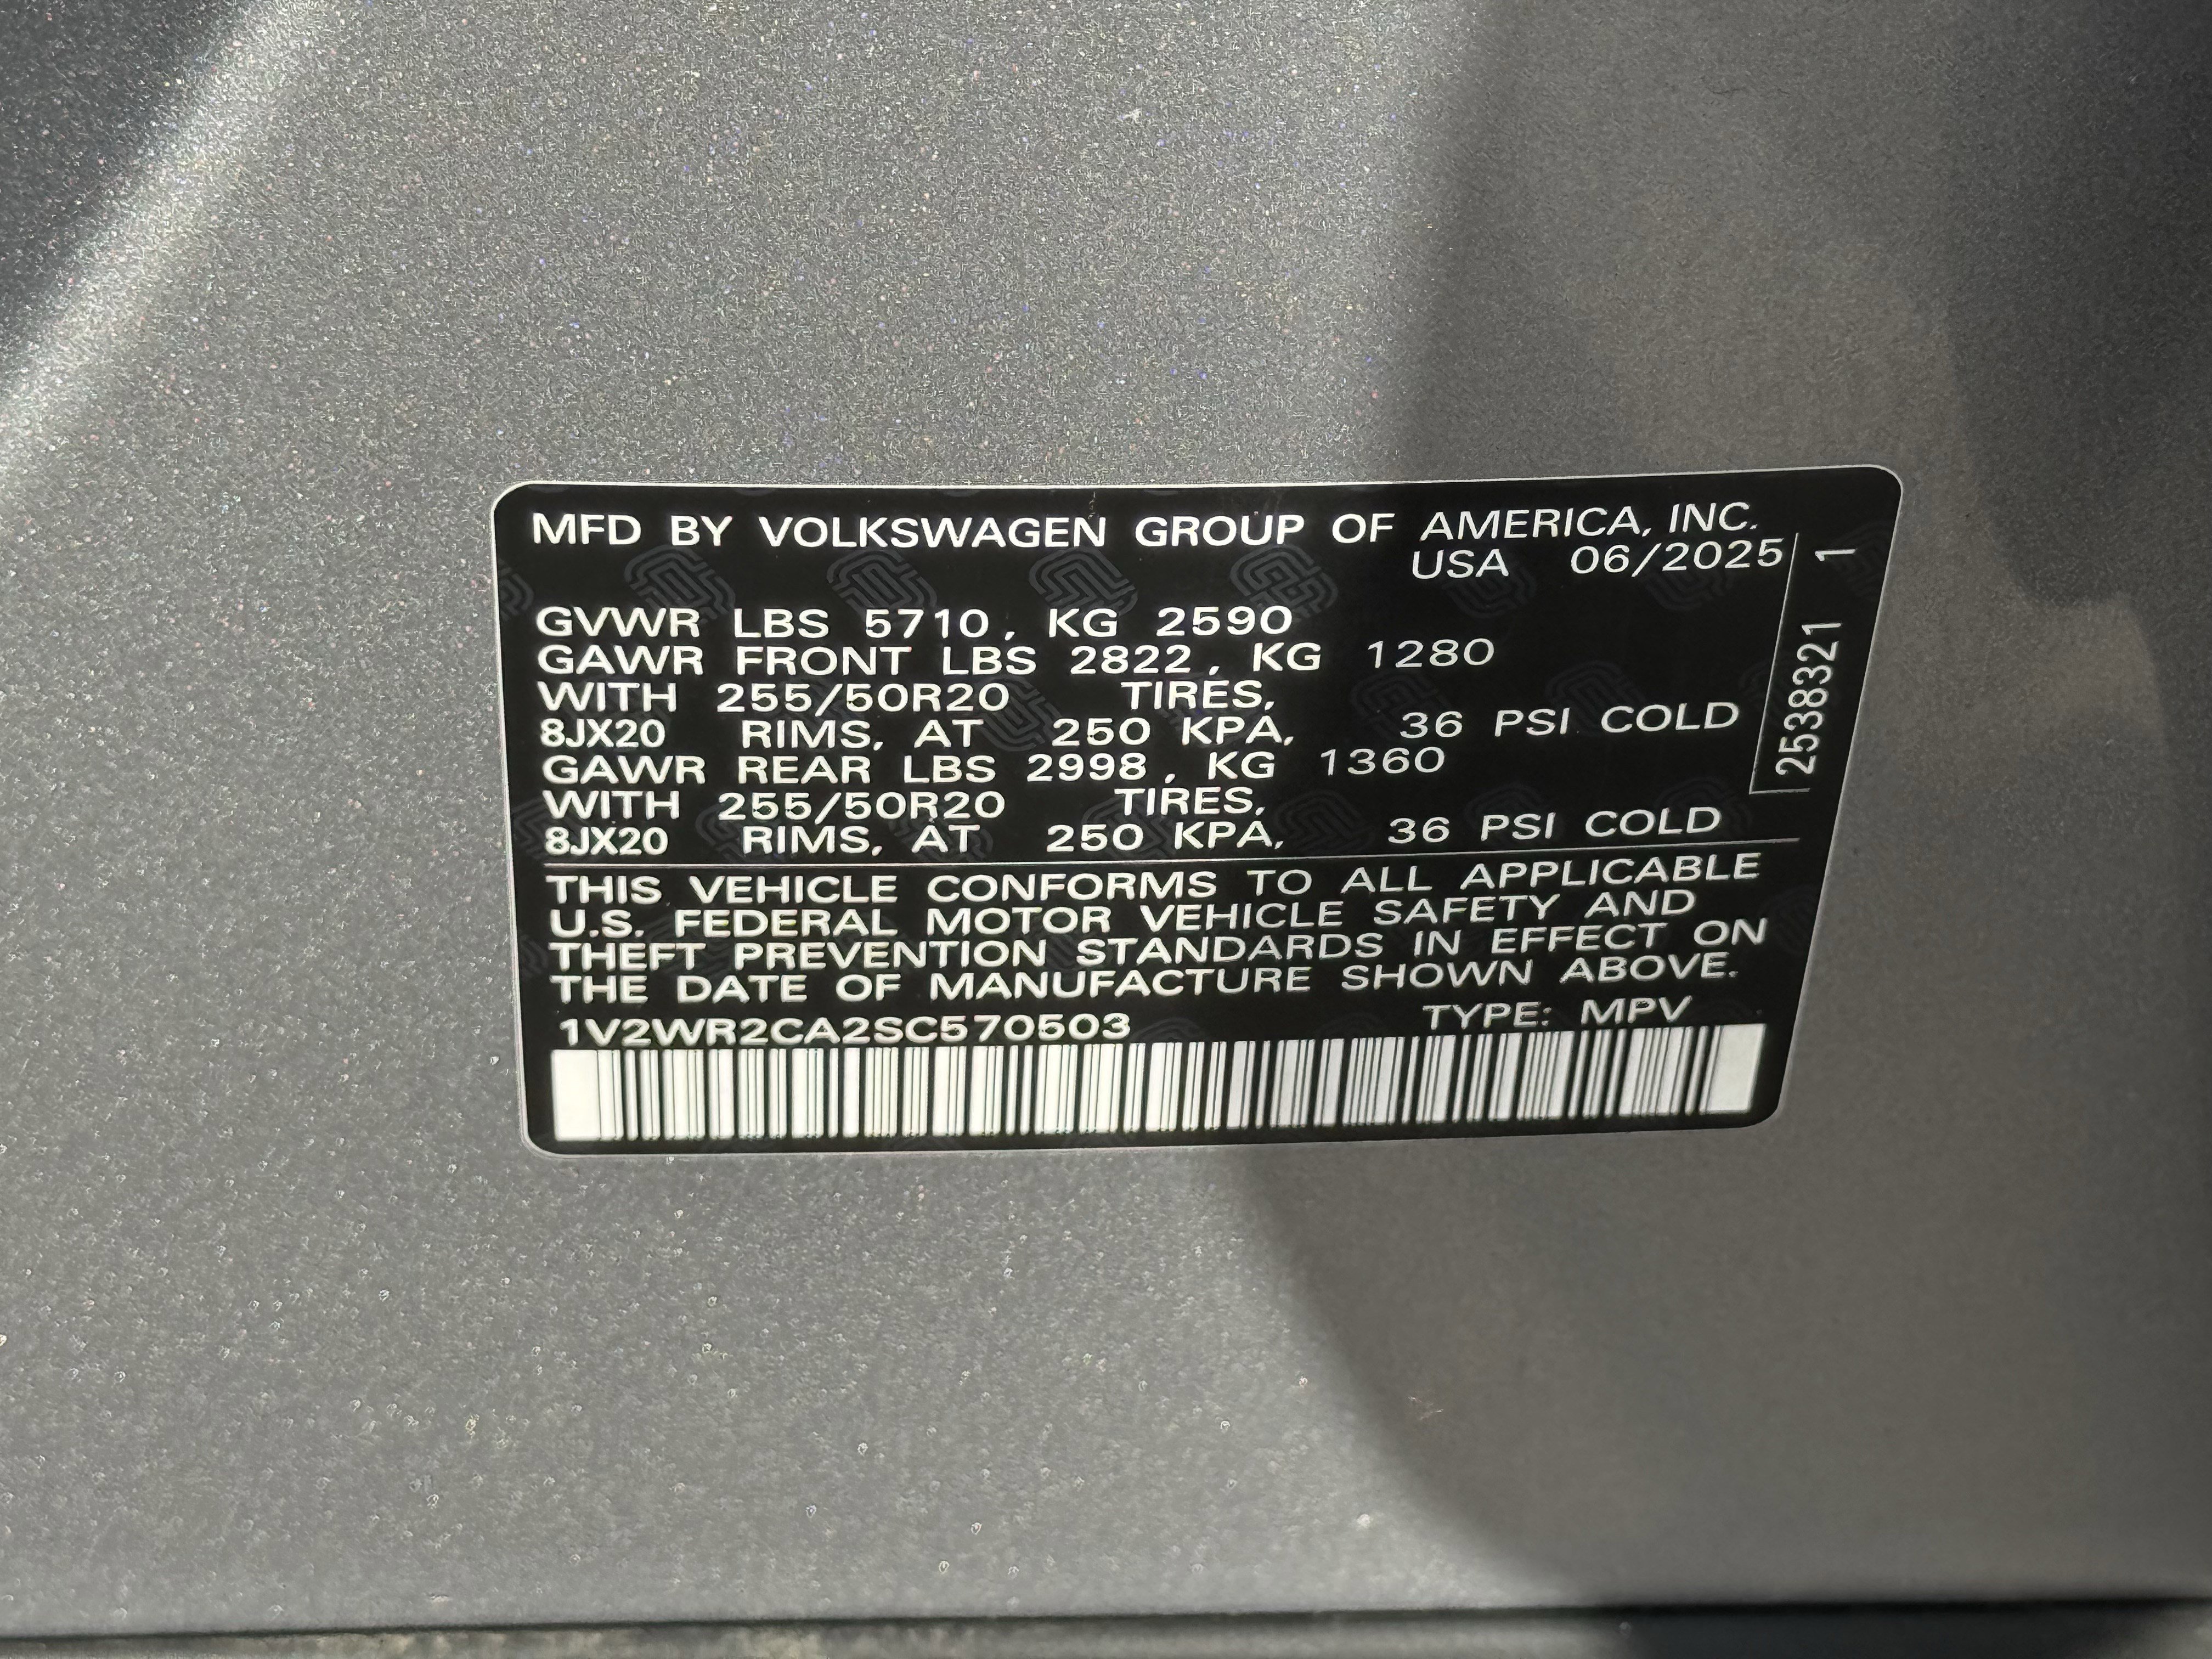 MFD BY VOLKSWAGEN GROUP OF AMERICA, INC.
USA 06/2025
GVWR LBS 5710, KG 2590
GAWR FRONT LBS 2822, KG 1280
WITH 255/50R20 TIRES,
8JX20 RIMS, AT 250 KPA, 36 PSI COLD
GAWR REAR LBS 2998, KG 1360
WITH 255/50R20 TIRES,
8JX20 RIMS, AT 250 KPA, 36 PSI COLD
2538321 1
THIS VEHICLE CONFORMS TO ALL APPLICABLE
U.S. FEDERAL MOTOR VEHICLE SAFETY AND
THEFT PREVENTION STANDARDS IN EFFECT ON
THE DATE OF MANUFACTURE SHOWN ABOVE.
1V2WR2CA2SC570503 TYPE: MPV